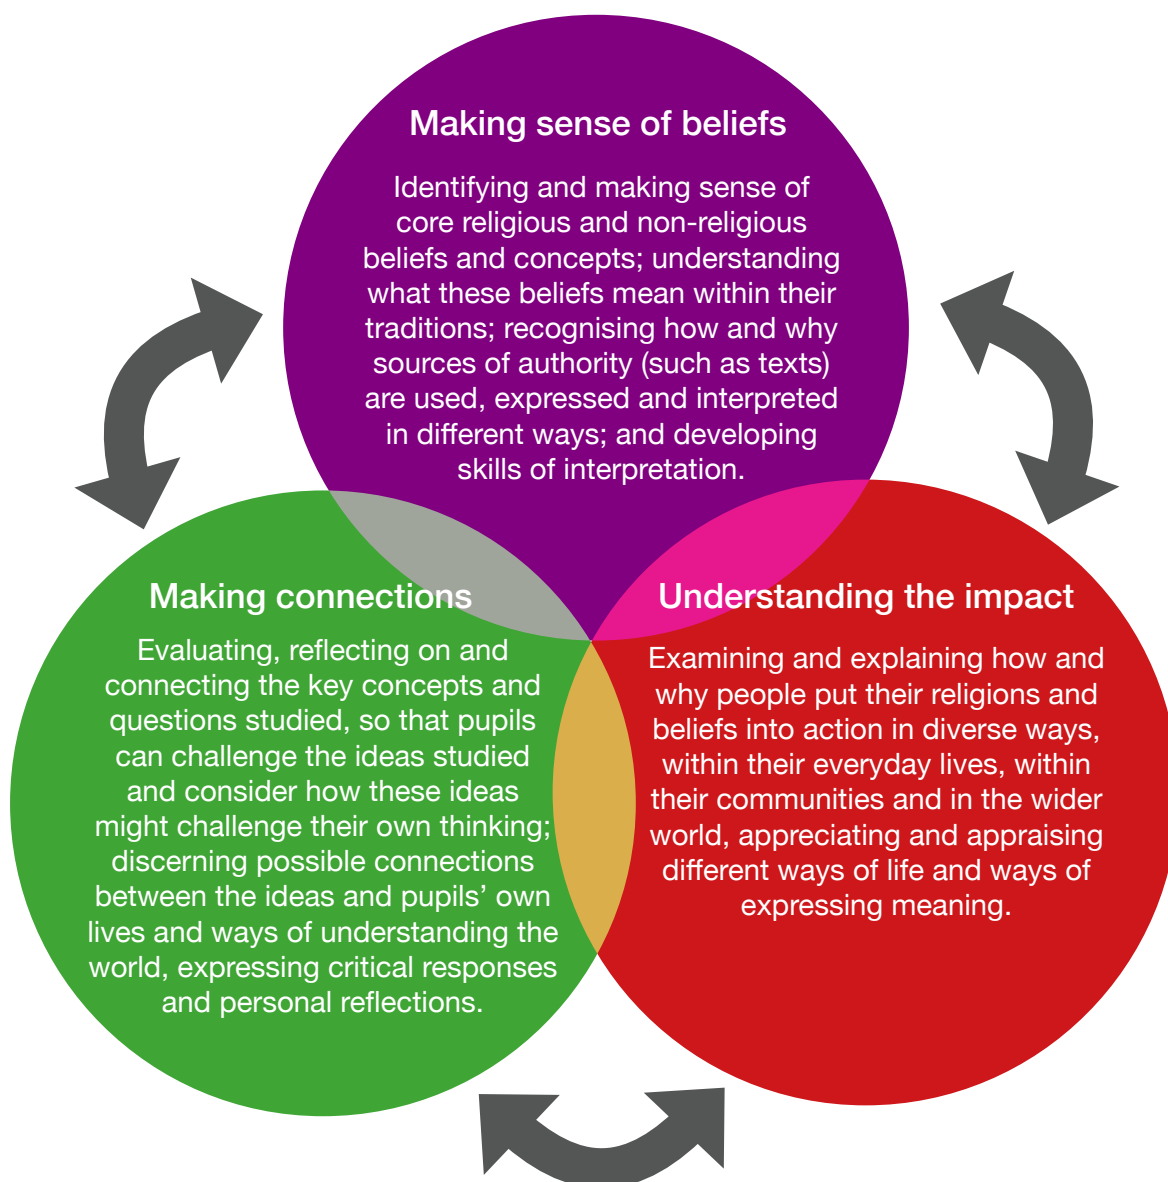 Making sense of beliefs
Identifying and making sense of
core religious and non-religious
beliefs and concepts; understanding
what these beliefs mean within their
traditions; recognising how and why
sources of authority (such as texts)
are used, expressed and interpreted
in different ways; and developing
skills of interpretation.
Making connections
Evaluating, reflecting on and
connecting the key concepts and
questions studied, so that pupils
can challenge the ideas studied
and consider how these ideas
might challenge their own thinking;
discerning possible connections
between the ideas and pupils’ own
lives and ways of understanding the
world, expressing critical responses
and personal reflections.
Understanding the impact
Examining and explaining how and
why people put their religions and
beliefs into action in diverse ways,
within their everyday lives, within
their communities and in the wider
world, appreciating and appraising
different ways of life and ways of
expressing meaning.